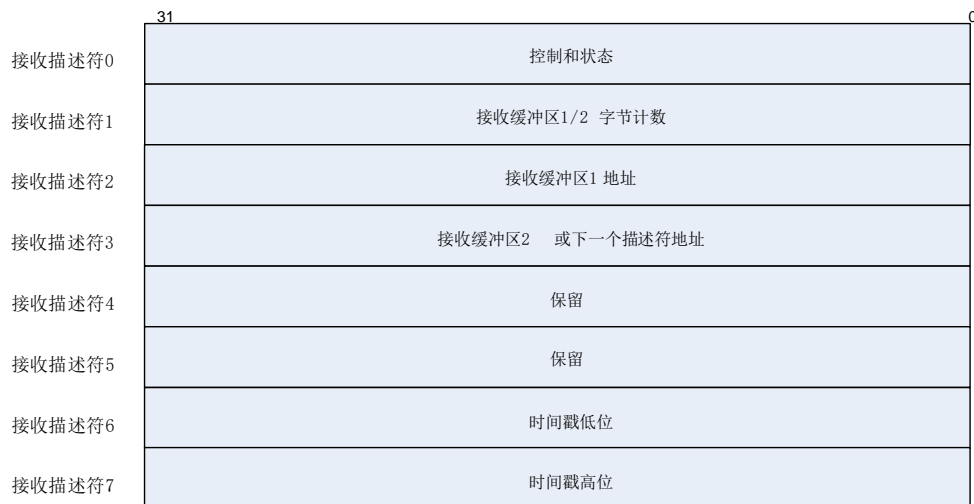 31 0
接收描述符0 控制和状态
接收描述符1 接收缓冲区1/2 字节计数
接收描述符2 接收缓冲区1 地址
接收描述符3 接收缓冲区2 或下一个描述符地址
接收描述符4 保留
接收描述符5 保留
接收描述符6 时间戳低位
接收描述符7 时间戳高位